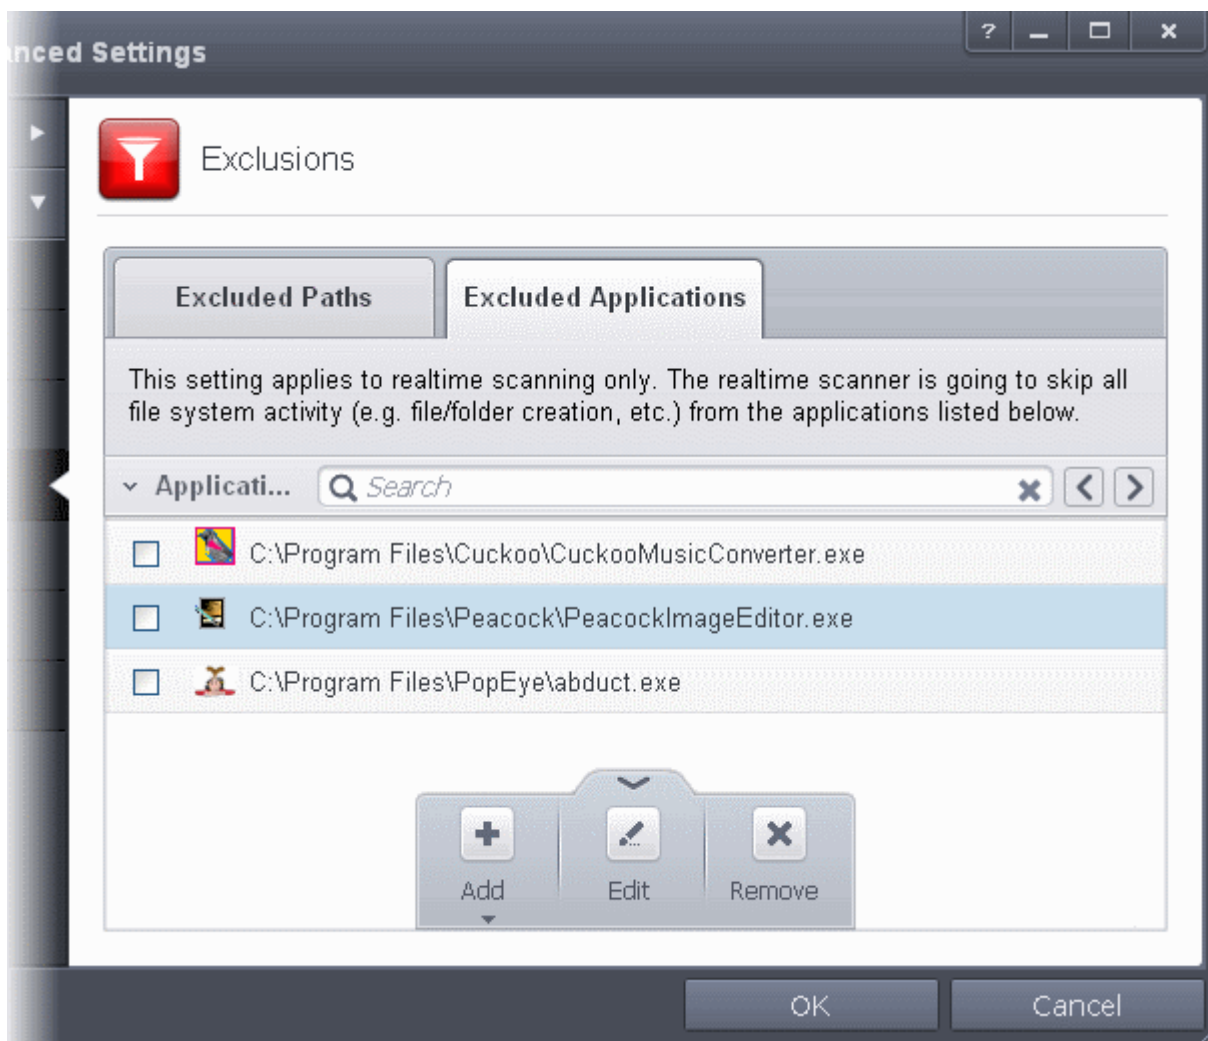 anced Settings
?
Exclusions
Excluded Paths
Excluded Applications
This setting applies to realtime scanning only. The realtime scanner is going to skip all
file system activity (e.g. file/folder creation, etc.) from the applications listed below.
Applicati...
Search
C:\Program Files\Cuckoo\CuckooMusicConverter.exe
C:\Program Files\Peacock\PeacockImageEditor.exe
C:\Program Files\PopEye\abduct.exe
Add
Edit
Remove
OK
Cancel